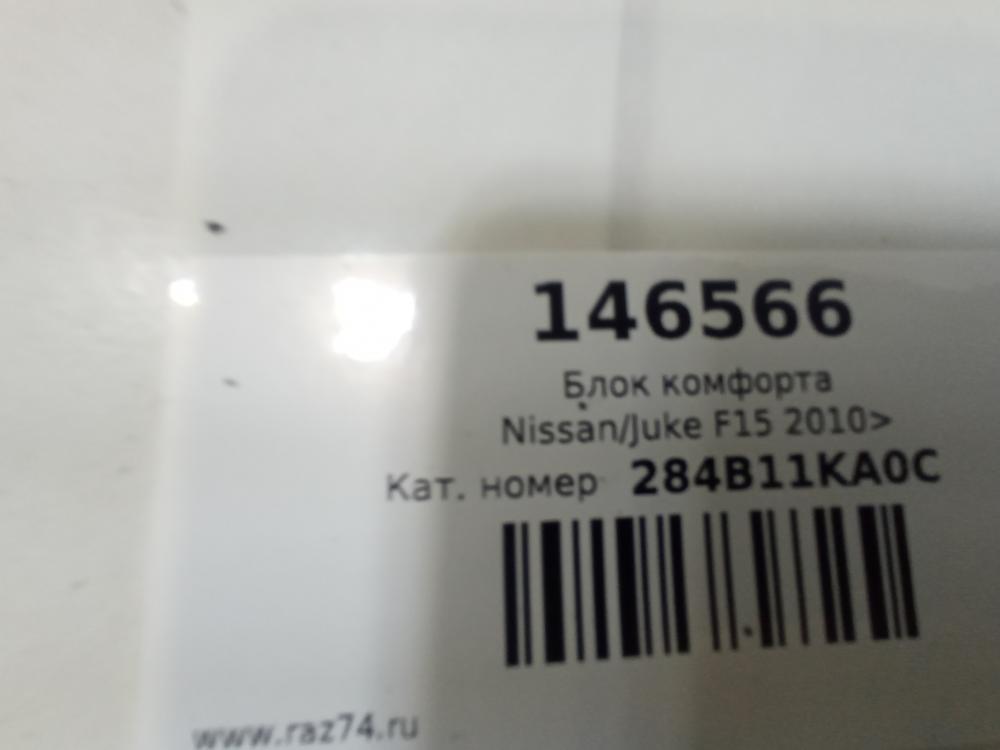 146566
Блок комфорта
Nissan/Juke F15 2010>
Кат. номер 284B11KA0C
www.raz74.ru